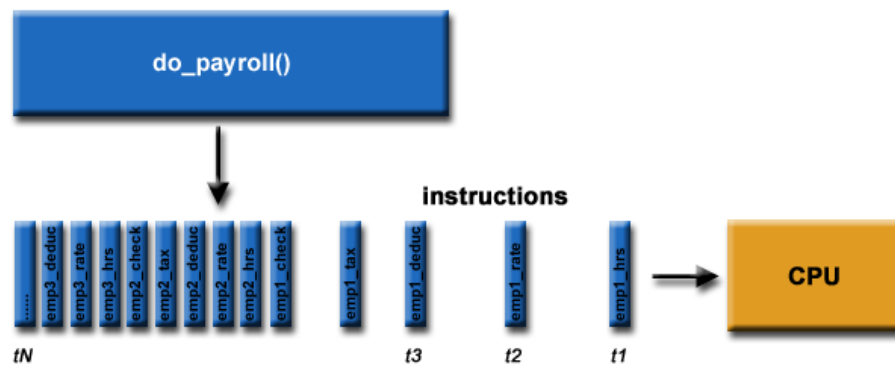 do_payroll()
instructions
......
emp3_deduc
emp3_rate
emp3_hrs
emp2_check
emp2_tax
emp2_deduc
emp2_rate
emp2_hrs
emp1_check
emp1_tax
emp1_deduc
emp1_rate
emp1_hrs
CPU
tN t3 t2 t1